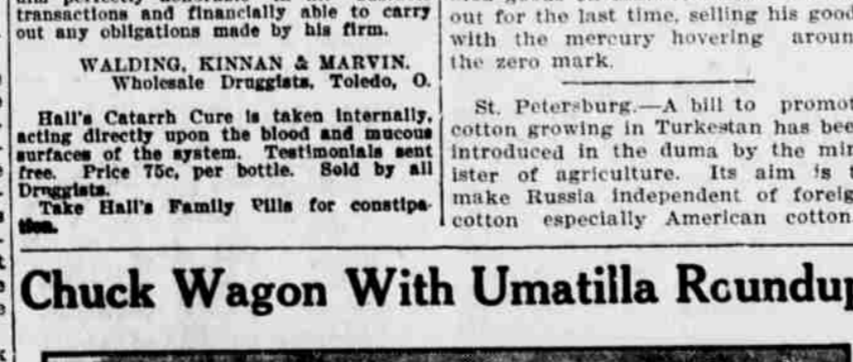 transactions and financially able to carry
out any obligations made by his firm.
WALDING, KINNAN & MARVIN.
Wholesale Druggists, Toledo, O.
Hall's Catarrh Cure is taken internally,
acting directly upon the blood and mucous
surfaces of the system. Testimonials sent
free. Price 75c, per bottle. Sold by all
Druggists.
Take Hall's Family Pills for constipa-
tion.
out for the last time, selling his good
with the mercury hovering aroun
the zero mark.
St. Petersburg.—A bill to promot
cotton growing in Turkestan has bee
introduced in the duma by the min
ister of agriculture. Its aim is t
make Russia independent of foreig
cotton especially American cotton
Chuck Wagon With Umatilla Roundup